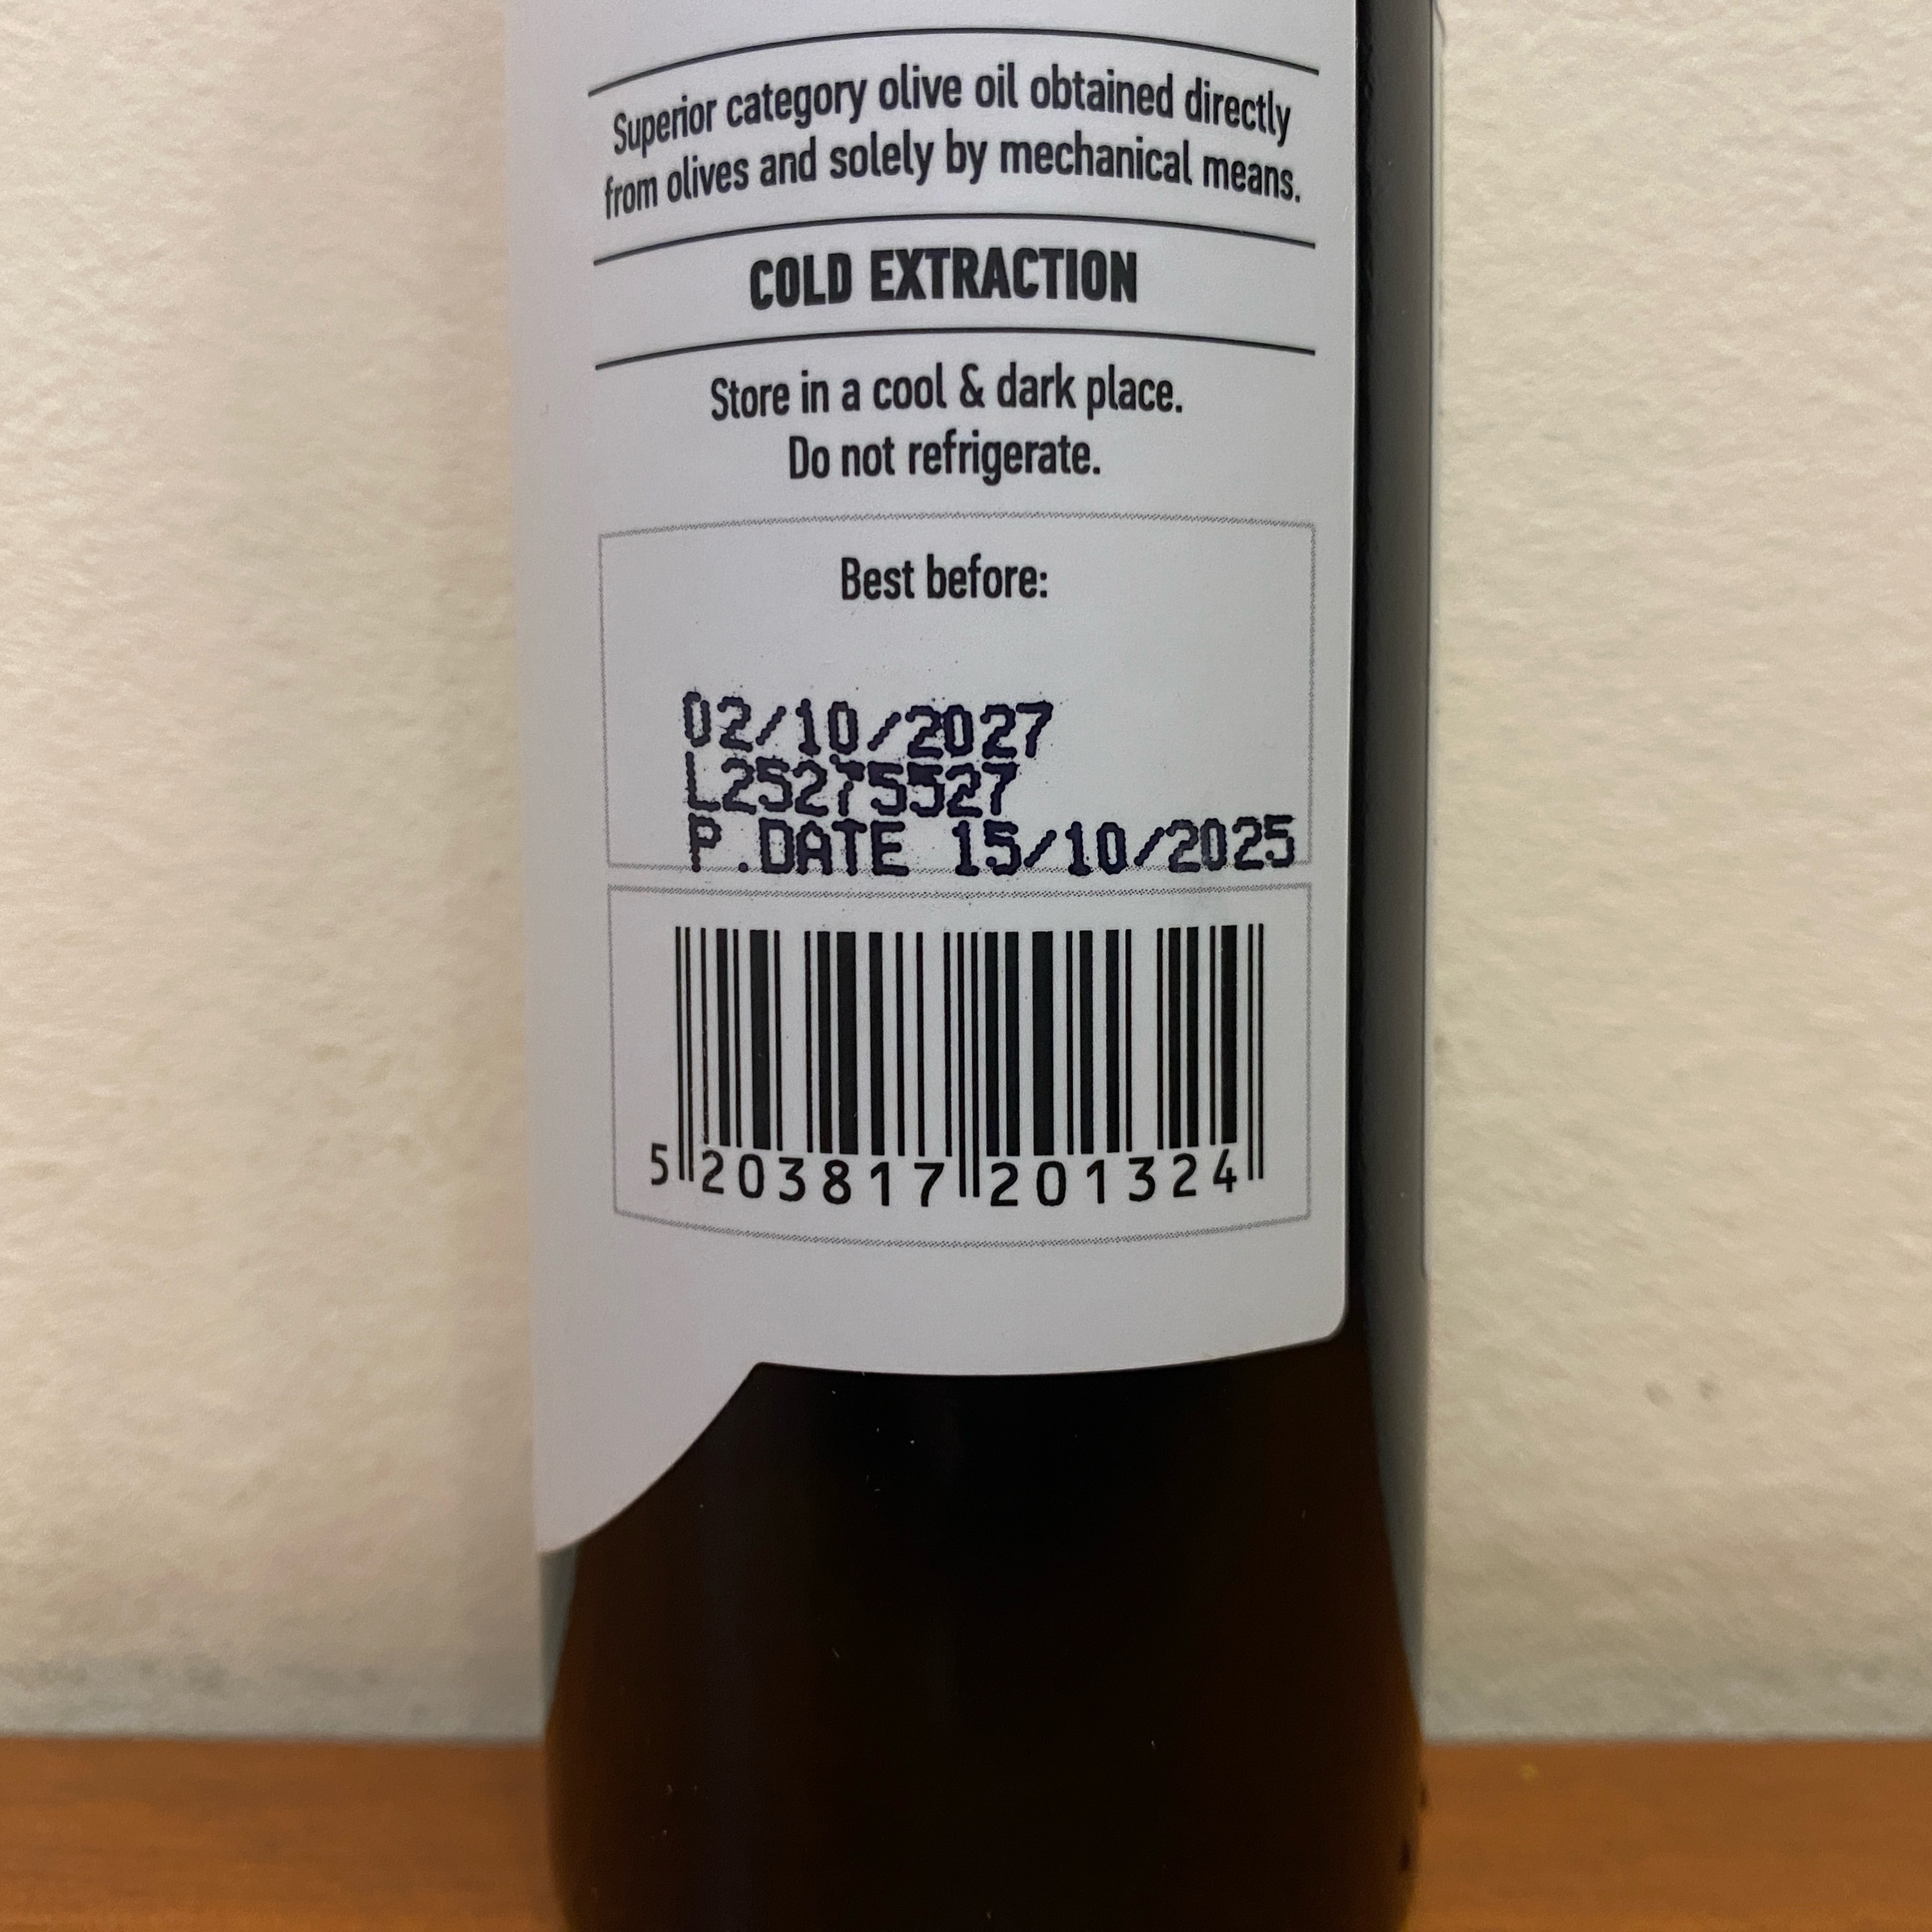 Superior category olive oil obtained directly
from olives and solely by mechanical means.
COLD EXTRACTION
Store in a cool & dark place.
Do not refrigerate.
Best before:
02/10/2027
L25275527
P.DATE 15/10/2025
5 203817 201324